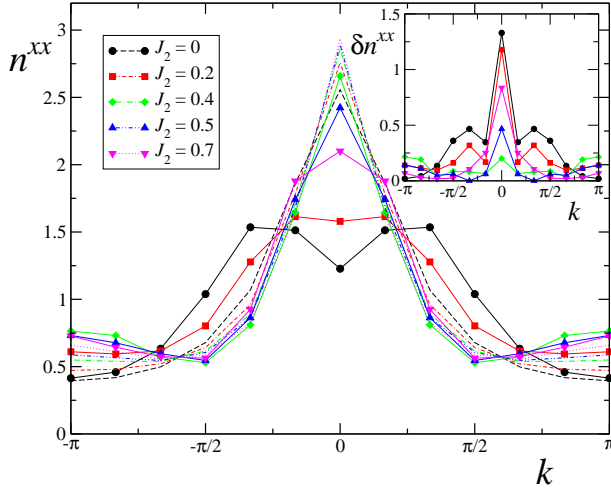 n^{xx}
3
2.5
2
1.5
1
0.5
0
-π
-π/2
0
π/2
π
k
J_2 = 0
J_2 = 0.2
J_2 = 0.4
J_2 = 0.5
J_2 = 0.7
δn^{xx}
1.5
1
0.5
0
-π
-π/2
0
π/2
π
k